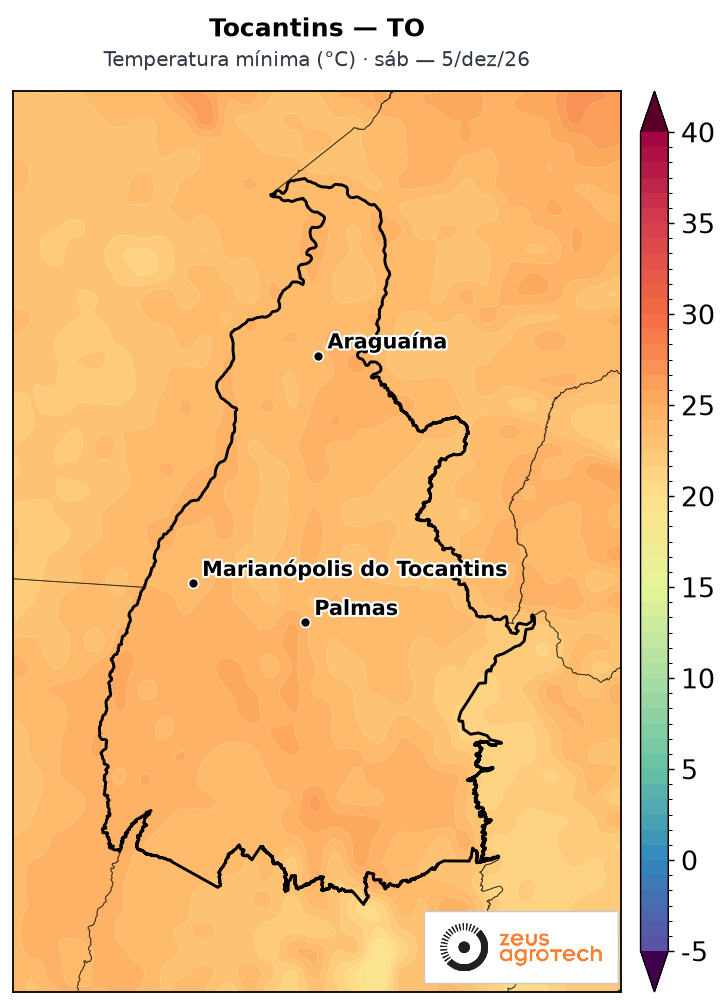 Tocantins — TO
Temperatura mínima (°C) · sáb — 5/dez/26
Araguaína
Marianópolis do Tocantins
Palmas
40
35
30
25
20
15
10
5
0
-5
zeus
agrotech